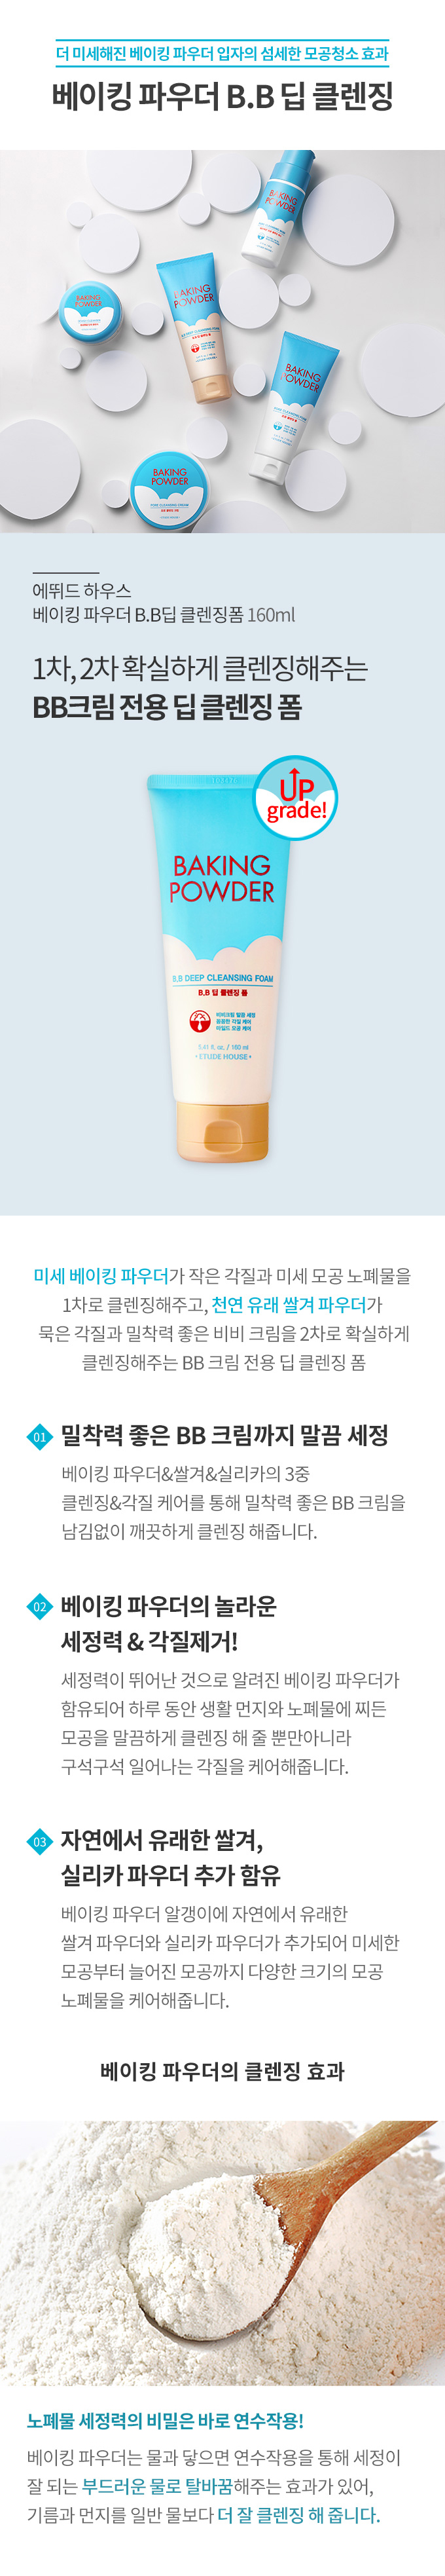 더 미세해진 베이킹 파우더 입자의 섬세한 모공청소 효과
베이킹 파우더 B.B 딥 클렌징
BAKING
POWDER
BAKING
POWDER
BAKING
POWDER
BAKING
POWDER
BAKING
POWDER
에뛰드 하우스
베이킹 파우더 B.B딥 클렌징폼 160ml
1차, 2차 확실하게 클렌징해주는
BB크림 전용 딥 클렌징 폼
UP
grade!
BAKING
POWDER
B.B DEEP CLEANSING FOAM
B.B 딥 클렌징 폼
비비크림 말끔 세정
꼼꼼한 각질 케어
타이트 모공 케어
5.41 fl. oz. / 160 ml
• ETUDE HOUSE •
미세 베이킹 파우더가 작은 각질과 미세 모공 노폐물을
1차로 클렌징해주고, 천연 유래 쌀겨 파우더가
묵은 각질과 밀착력 좋은 비비 크림을 2차로 확실하게
클렌징해주는 BB 크림 전용 딥 클렌징 폼
01 밀착력 좋은 BB 크림까지 말끔 세정
베이킹 파우더&쌀겨&실리카의 3중
클렌징&각질 케어를 통해 밀착력 좋은 BB 크림을
남김없이 깨끗하게 클렌징 해줍니다.
02 베이킹 파우더의 놀라운
세정력 & 각질제거!
세정력이 뛰어난 것으로 알려진 베이킹 파우더가
함유되어 하루 동안 생활 먼지와 노폐물에 찌든
모공을 말끔하게 클렌징 해 줄 뿐만아니라
구석구석 일어나는 각질을 케어해줍니다.
03 자연에서 유래한 쌀겨,
실리카 파우더 추가 함유
베이킹 파우더 알갱이에 자연에서 유래한
쌀겨 파우더와 실리카 파우더가 추가되어 미세한
모공부터 늘어진 모공까지 다양한 크기의 모공
노폐물을 케어해줍니다.
베이킹 파우더의 클렌징 효과
노폐물 세정력의 비밀은 바로 연수작용!
베이킹 파우더는 물과 닿으면 연수작용을 통해 세정이
잘 되는 부드러운 물로 탈바꿈해주는 효과가 있어,
기름과 먼지를 일반 물보다 더 잘 클렌징 해 줍니다.